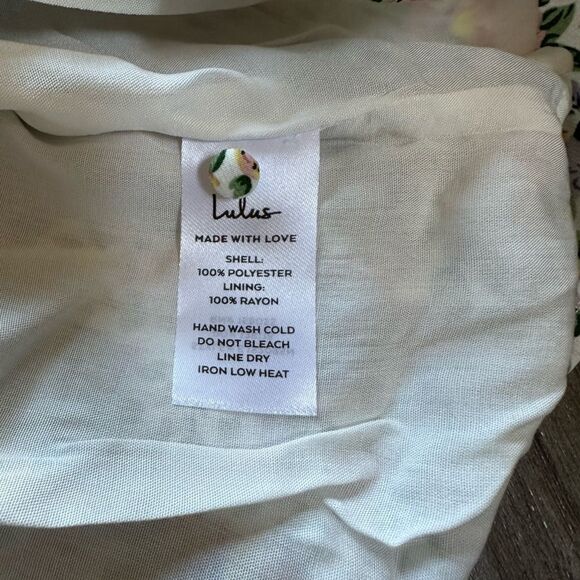 Lulus
MADE WITH LOVE
SHELL:
100% POLYESTER
LINING:
100% RAYON
HAND WASH COLD
DO NOT BLEACH
LINE DRY
IRON LOW HEAT